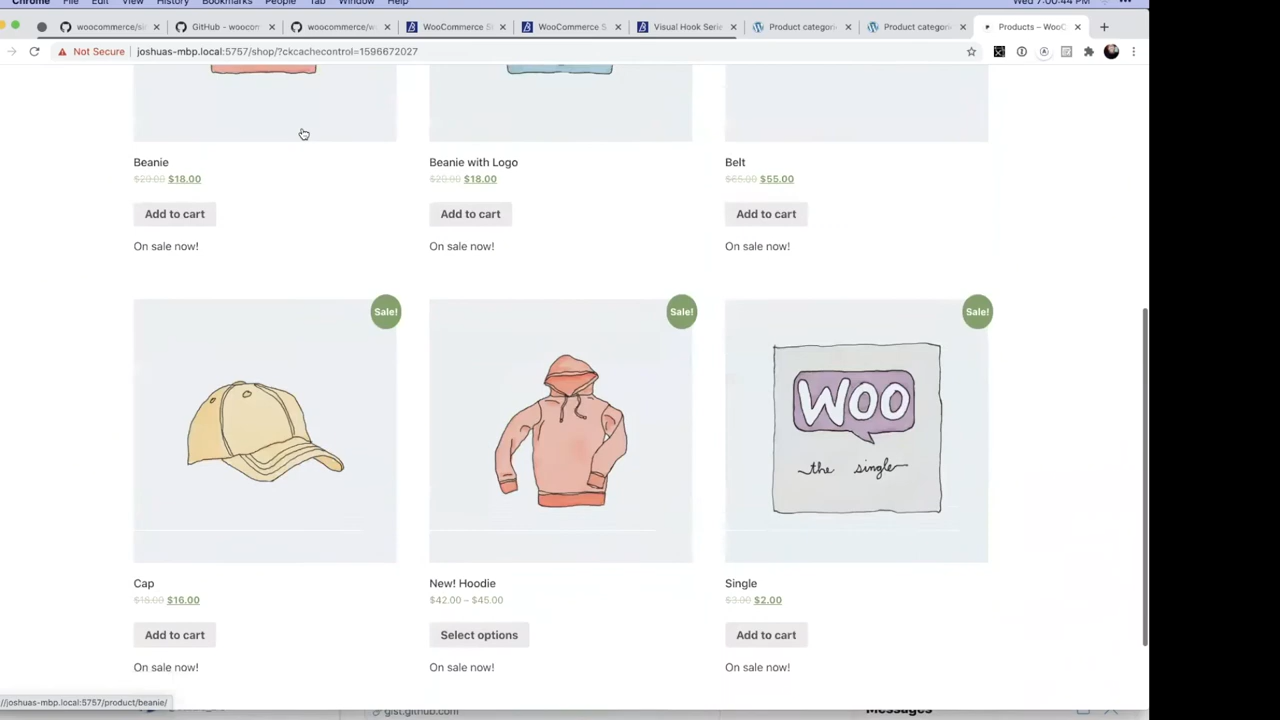 Chrome File Edit View History Bookmarks People Tab Window Help Wed 7:00:44 PM
woocommerce/si × GitHub - woocom × woocommerce/w × WooCommerce Si × WooCommerce S × Visual Hook Serie × Product categor × Product categor × Products – WooC × +
Not Secure joshuas-mbp.local:5757/shop/?ckcachecontrol=1596672027
Beanie Beanie with Logo Belt
$20.00 $18.00 $20.00 $18.00 $65.00 $55.00
Add to cart Add to cart Add to cart
On sale now! On sale now! On sale now!
Sale! Sale! Sale!
WOO
the single
Cap New! Hoodie Single
$18.00 $16.00 $42.00 – $45.00 $3.00 $2.00
Add to cart Select options Add to cart
On sale now! On sale now! On sale now!
//joshuas-mbp.local:5757/product/beanie/
gist.github.com Messages